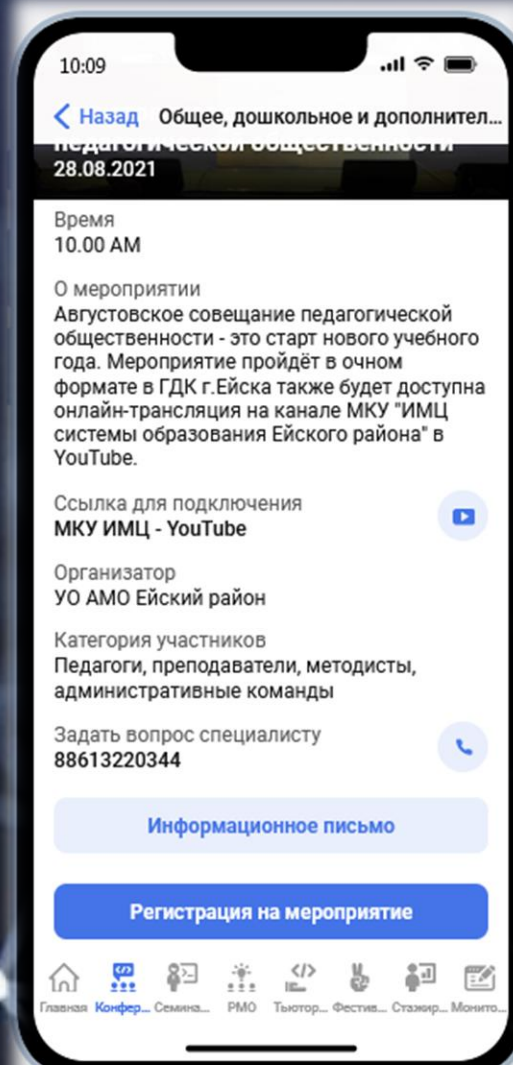 10:09
Назад Общее, дошкольное и дополнител...
педагогической общественности
28.08.2021
Время
10.00 AM
О мероприятии
Августовское совещание педагогической
общественности - это старт нового учебного
года. Мероприятие пройдёт в очном
формате в ГДК г.Ейска также будет доступна
онлайн-трансляция на канале МКУ "ИМЦ
системы образования Ейского района" в
YouTube.
Ссылка для подключения
МКУ ИМЦ - YouTube
Организатор
УО АМО Ейский район
Категория участников
Педагоги, преподаватели, методисты,
административные команды
Задать вопрос специалисту
88613220344
Информационное письмо
Регистрация на мероприятие
Главная Конфер... Семина... РМО Тьютор... Фестив... Стажир... Монито...